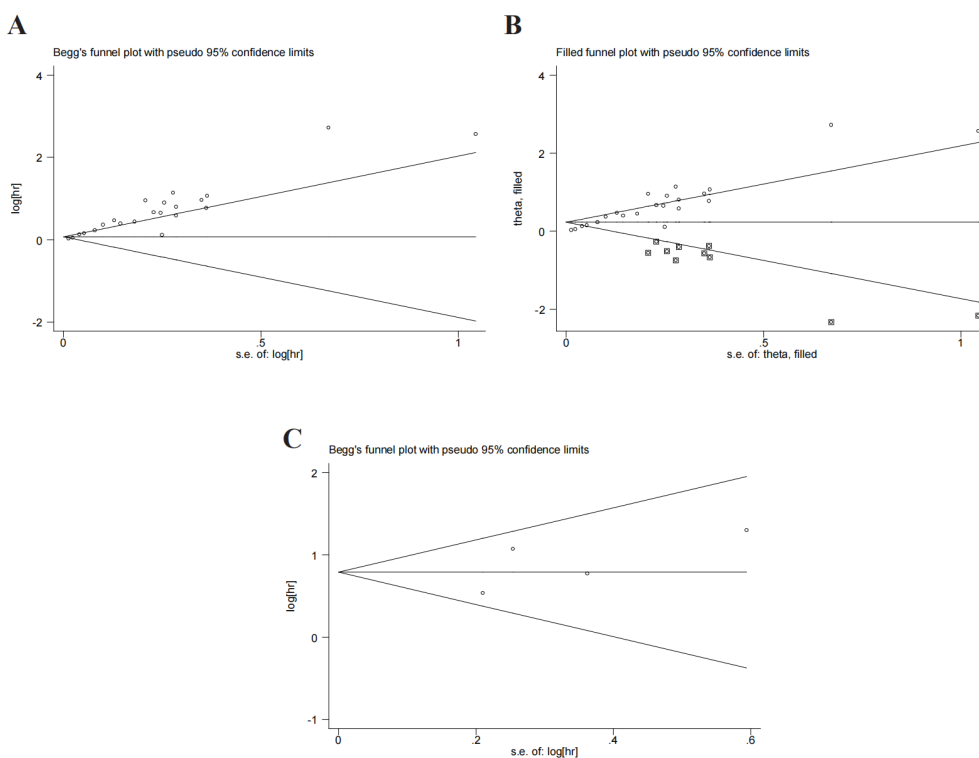 A
Begg's funnel plot with pseudo 95% confidence limits
4
2
0
-2
log[hr]
0
.5
1
s.e. of: log[hr]
B
Filled funnel plot with pseudo 95% confidence limits
4
2
0
-2
theta, filled
0
.5
1
s.e. of: theta, filled
C
Begg's funnel plot with pseudo 95% confidence limits
2
1
0
-1
log[hr]
0
.2
.4
.6
s.e. of: log[hr]